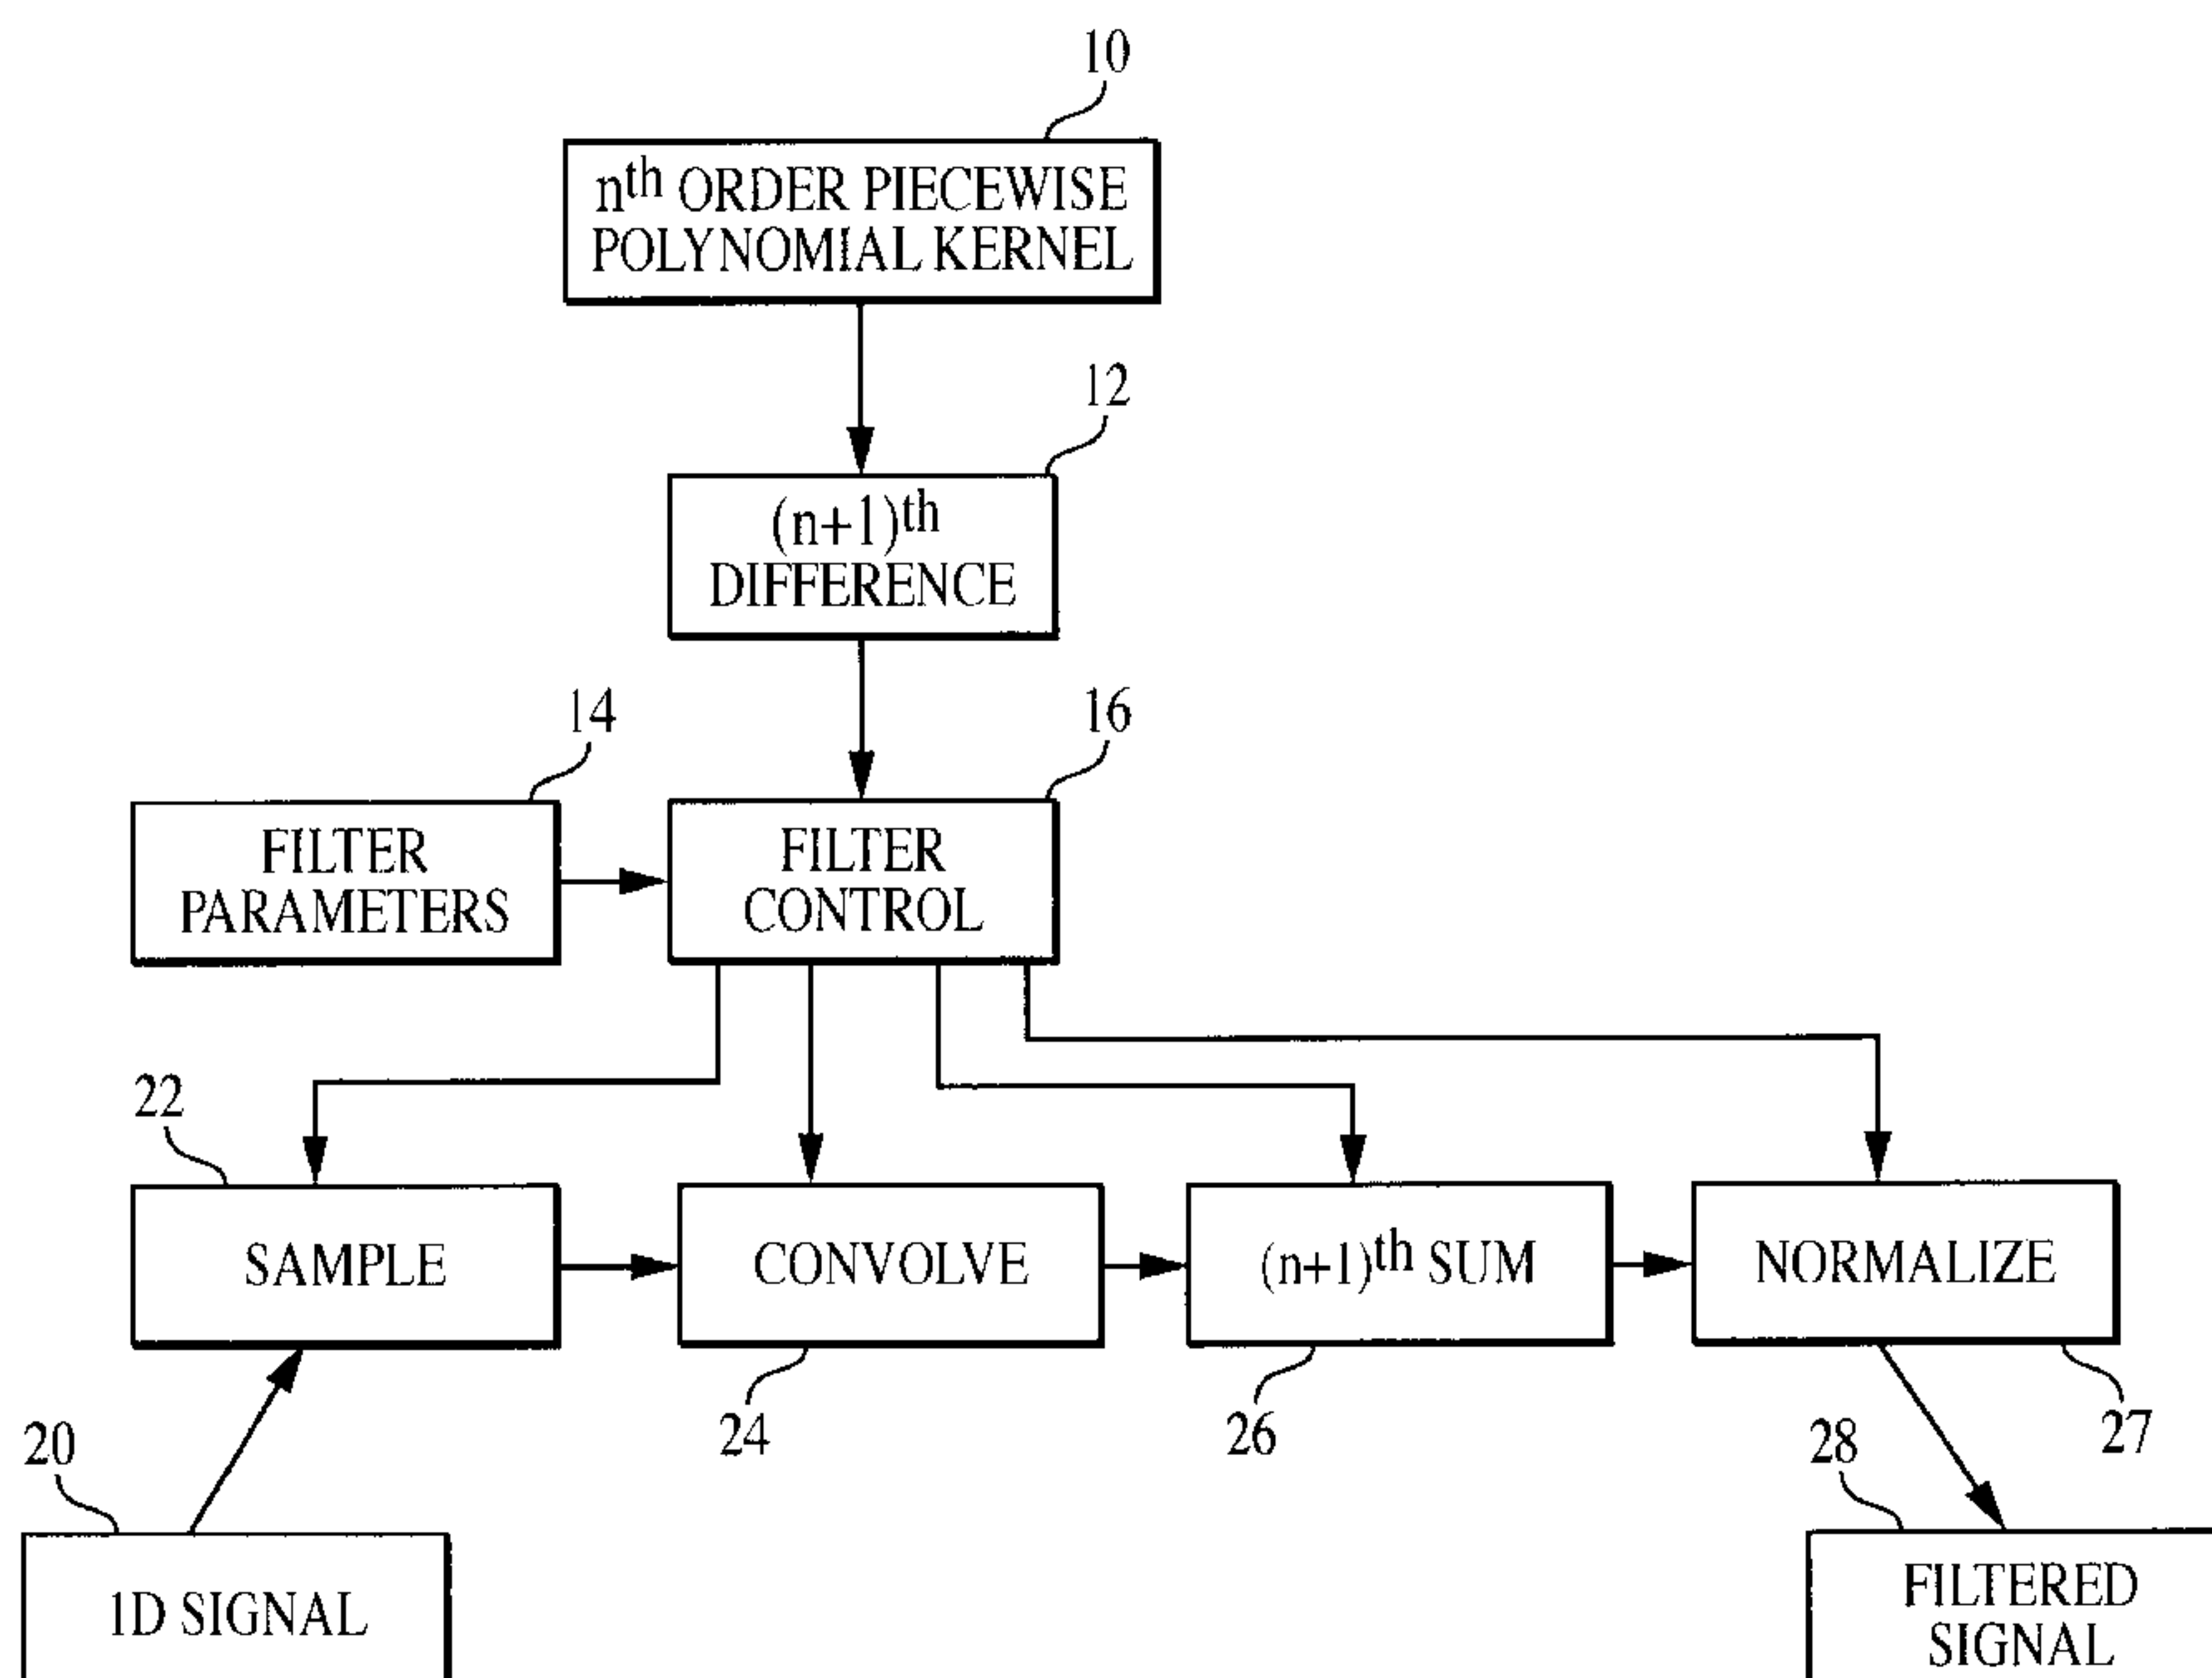 10
nth ORDER PIECEWISE
POLYNOMIAL KERNEL
12
(n+1)th
DIFFERENCE
14
16
FILTER
PARAMETERS
FILTER
CONTROL
22
SAMPLE
CONVOLVE
(n+1)th SUM
NORMALIZE
20
24
26
28
27
1D SIGNAL
FILTERED
SIGNAL